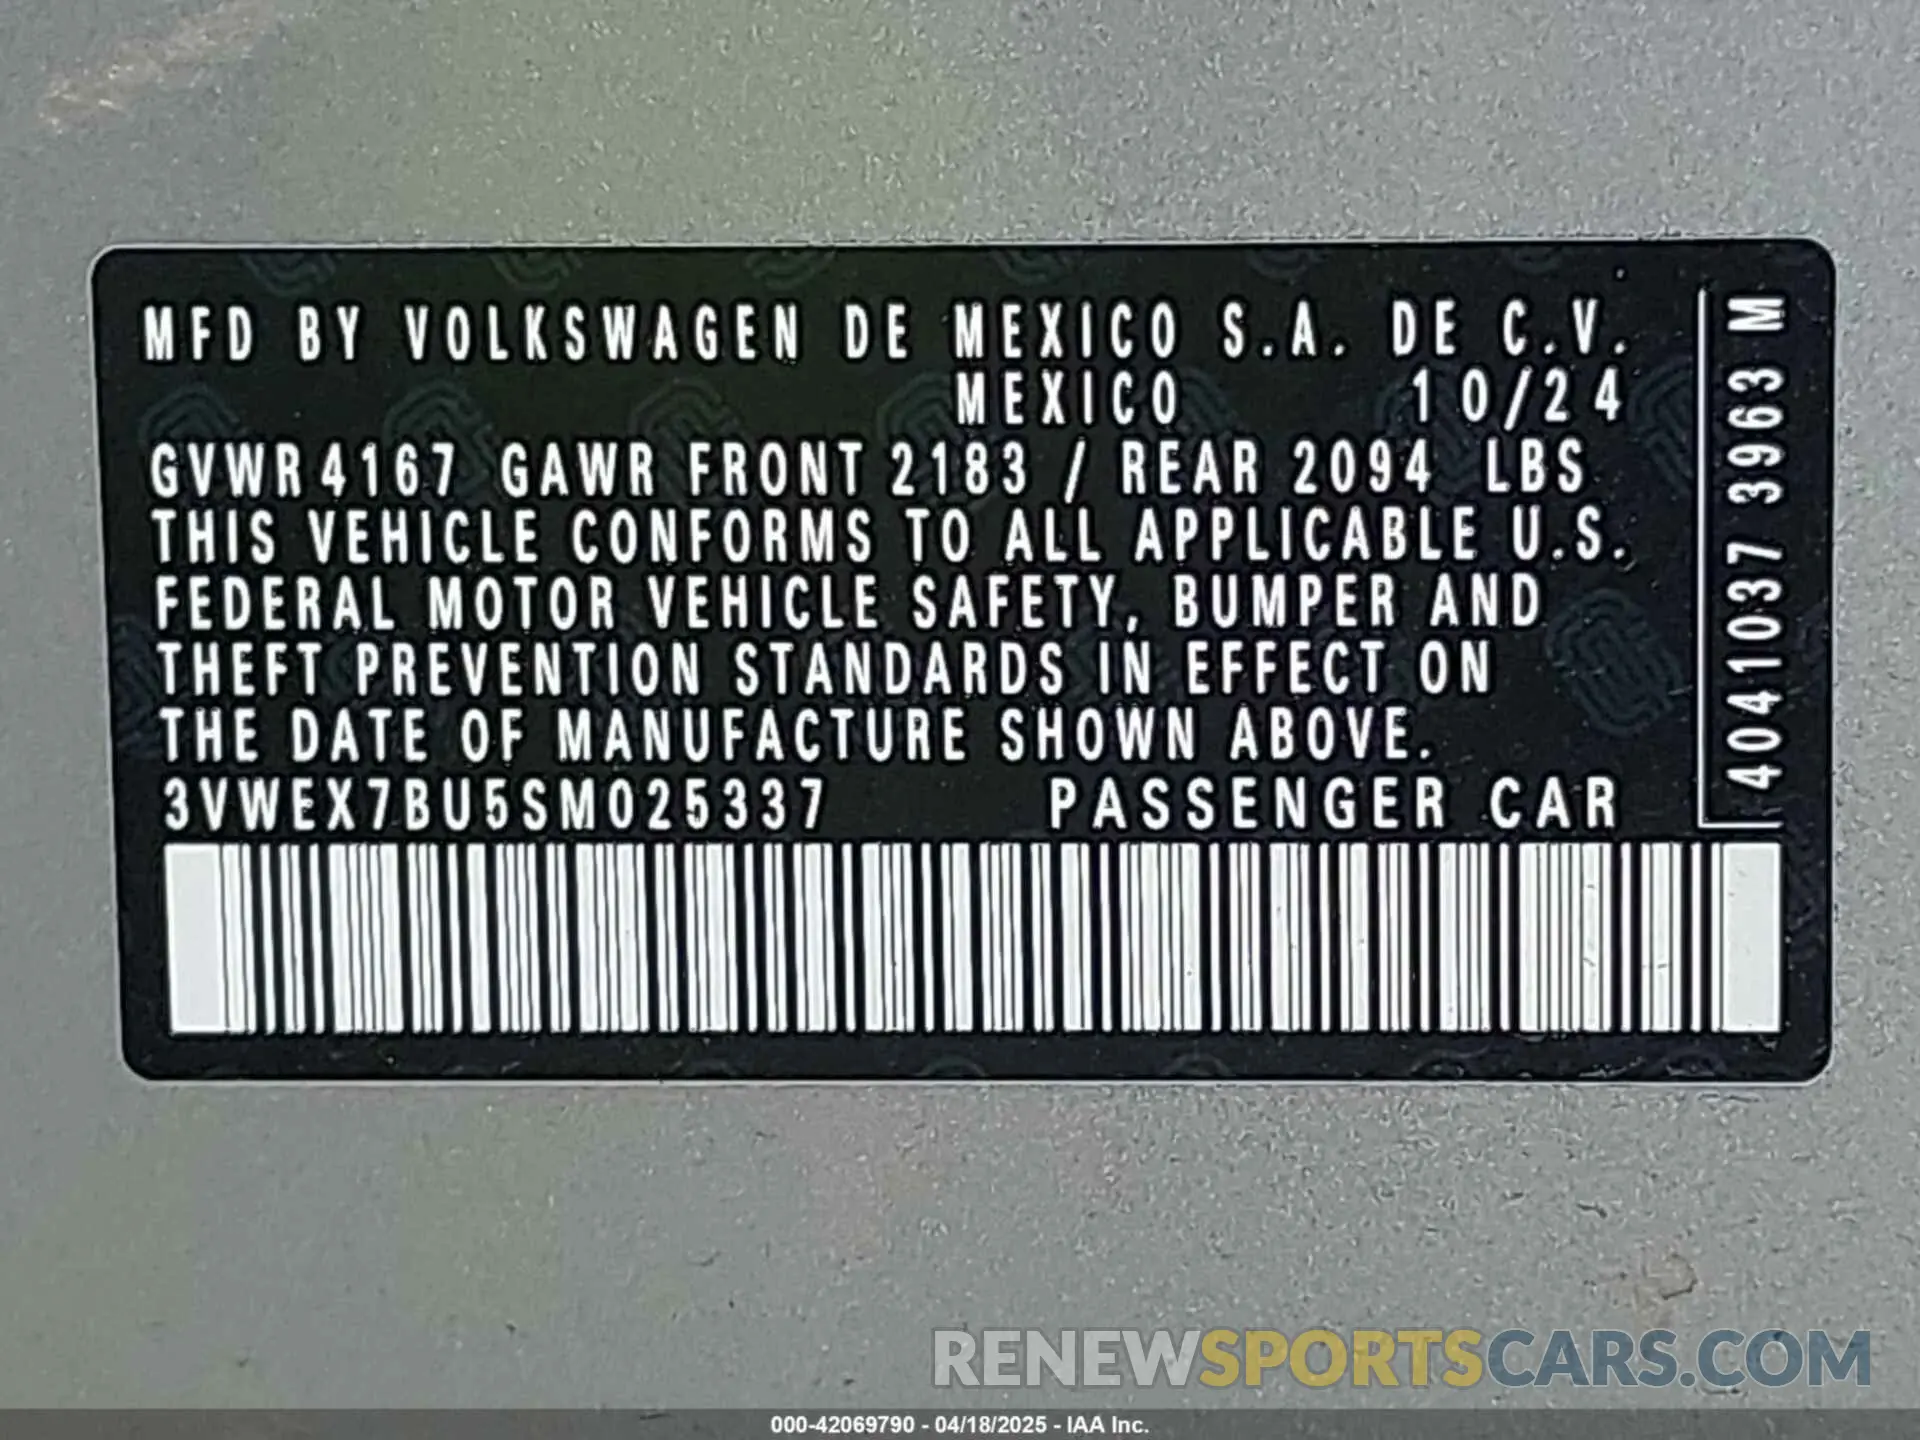 MFD BY VOLKSWAGEN DE MEXICO S.A. DE C.V.
MEXICO 10/24
GVWR 4167 GAWR FRONT 2183 / REAR 2094 LBS
THIS VEHICLE CONFORMS TO ALL APPLICABLE U.S.
FEDERAL MOTOR VEHICLE SAFETY, BUMPER AND
THEFT PREVENTION STANDARDS IN EFFECT ON
THE DATE OF MANUFACTURE SHOWN ABOVE.
3VWEX7BU5SM025337 PASSENGER CAR
4041037 3963 M
RENEWSPORTSCARS.COM
000-42069790 - 04/18/2025 - IAA Inc.